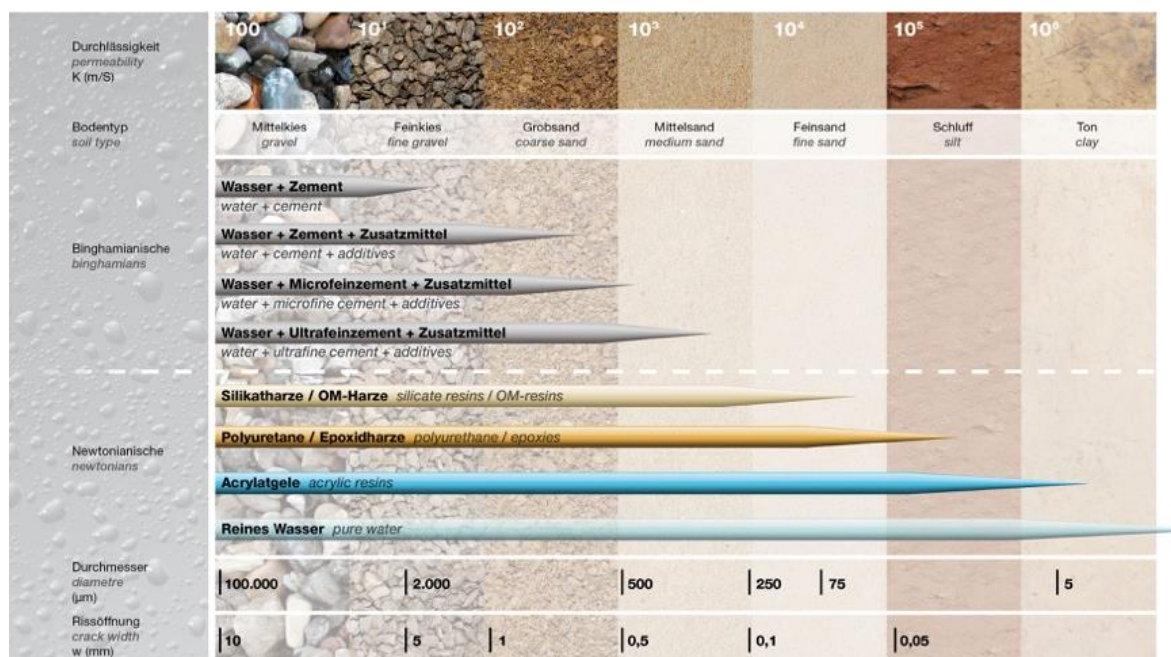 100 10¹ 10² 10³ 10⁴ 10⁵ 10⁶
Durchlässigkeit
permeability
K (m/S)
Bodentyp
soil type
Mittelkies Feinkies Grobsand Mittelsand Feinsand Schluff Ton
gravel fine gravel coarse sand medium sand fine sand silt clay
Wasser + Zement
water + cement
Wasser + Zement + Zusatzmittel
water + cement + additives
Binghamianische
binghamians
Wasser + Microfeinzement + Zusatzmittel
water + microfine cement + additives
Wasser + Ultrafeinzement + Zusatzmittel
water + ultrafine cement + additives
Silikatharze / OM-Harze silicate resins / OM-resins
Polyuretane / Epoxidharze polyurethane / epoxies
Newtonianische
newtonians
Acrylatgele acrylic resins
Reines Wasser pure water
Durchmesser
diametre
(µm)
100.000 2.000 500 250 75 5
Rissöffnung
crack width
w (mm)
10 5 1 0,5 0,1 0,05